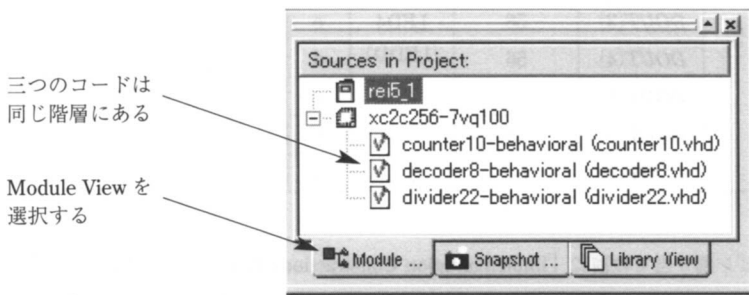 三つのコードは
同じ階層にある
Module View を
選択する
Sources in Project:
rei5_1
xc2c256-7vq100
counter10-behavioral (counter10.vhd)
decoder8-behavioral (decoder8.vhd)
divider22-behavioral (divider22.vhd)
Module ...
Snapshot ...
Library View